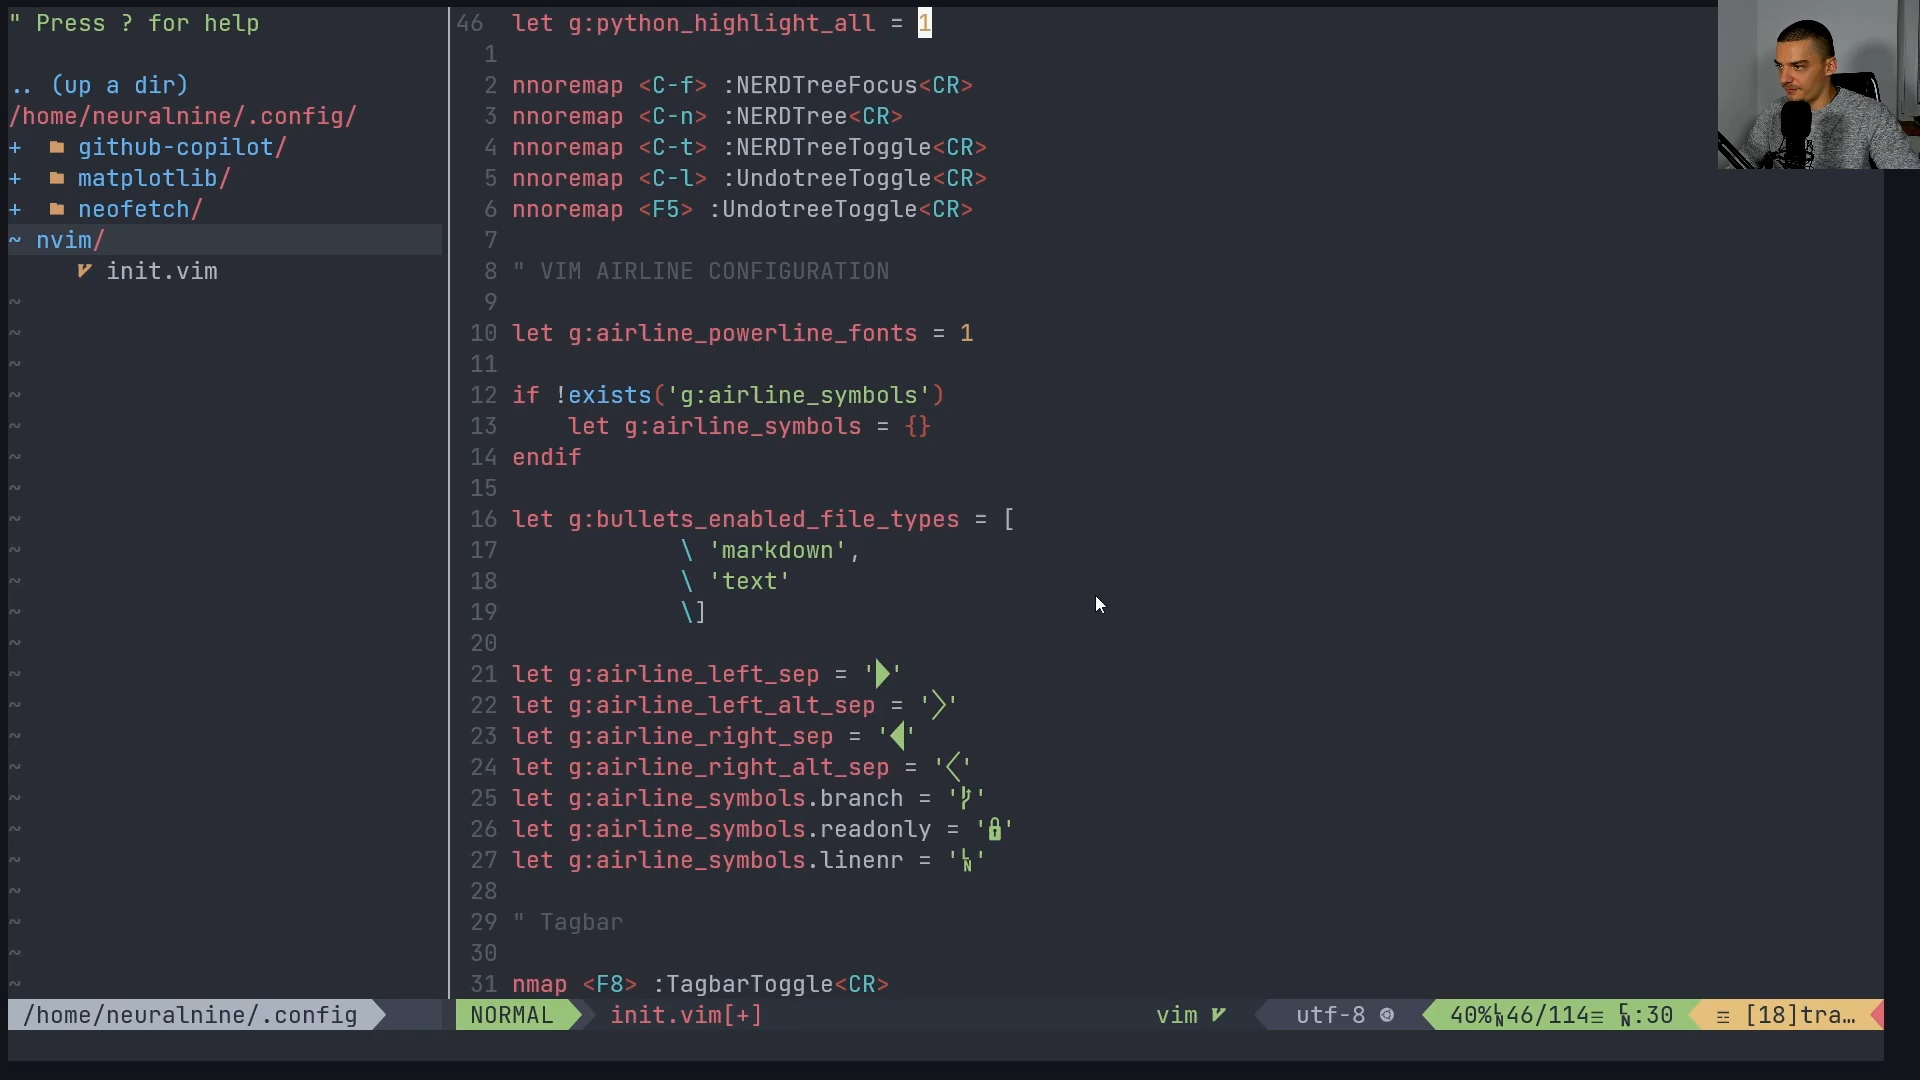 " Press ? for help
.. (up a dir)
/home/neuralnine/.config/
+ github-copilot/
+ matplotlib/
+ neofetch/
~ nvim/
init.vim
46 let g:python_highlight_all = 1
1
2 nnoremap <C-f> :NERDTreeFocus<CR>
3 nnoremap <C-n> :NERDTree<CR>
4 nnoremap <C-t> :NERDTreeToggle<CR>
5 nnoremap <C-l> :UndotreeToggle<CR>
6 nnoremap <F5> :UndotreeToggle<CR>
7
8 " VIM AIRLINE CONFIGURATION
9
10 let g:airline_powerline_fonts = 1
11
12 if !exists('g:airline_symbols')
13 let g:airline_symbols = {}
14 endif
15
16 let g:bullets_enabled_file_types = [
17 \ 'markdown',
18 \ 'text'
19 \]
20
21 let g:airline_left_sep = ''
22 let g:airline_left_alt_sep = ''
23 let g:airline_right_sep = ''
24 let g:airline_right_alt_sep = ''
25 let g:airline_symbols.branch = ''
26 let g:airline_symbols.readonly = ''
27 let g:airline_symbols.linenr = ''
28
29 " Tagbar
30
31 nmap <F8> :TagbarToggle<CR>
/home/neuralnine/.config
NORMAL init.vim[+] vim utf-8 40% 46/114☰ :30 ☲ [18]tra…